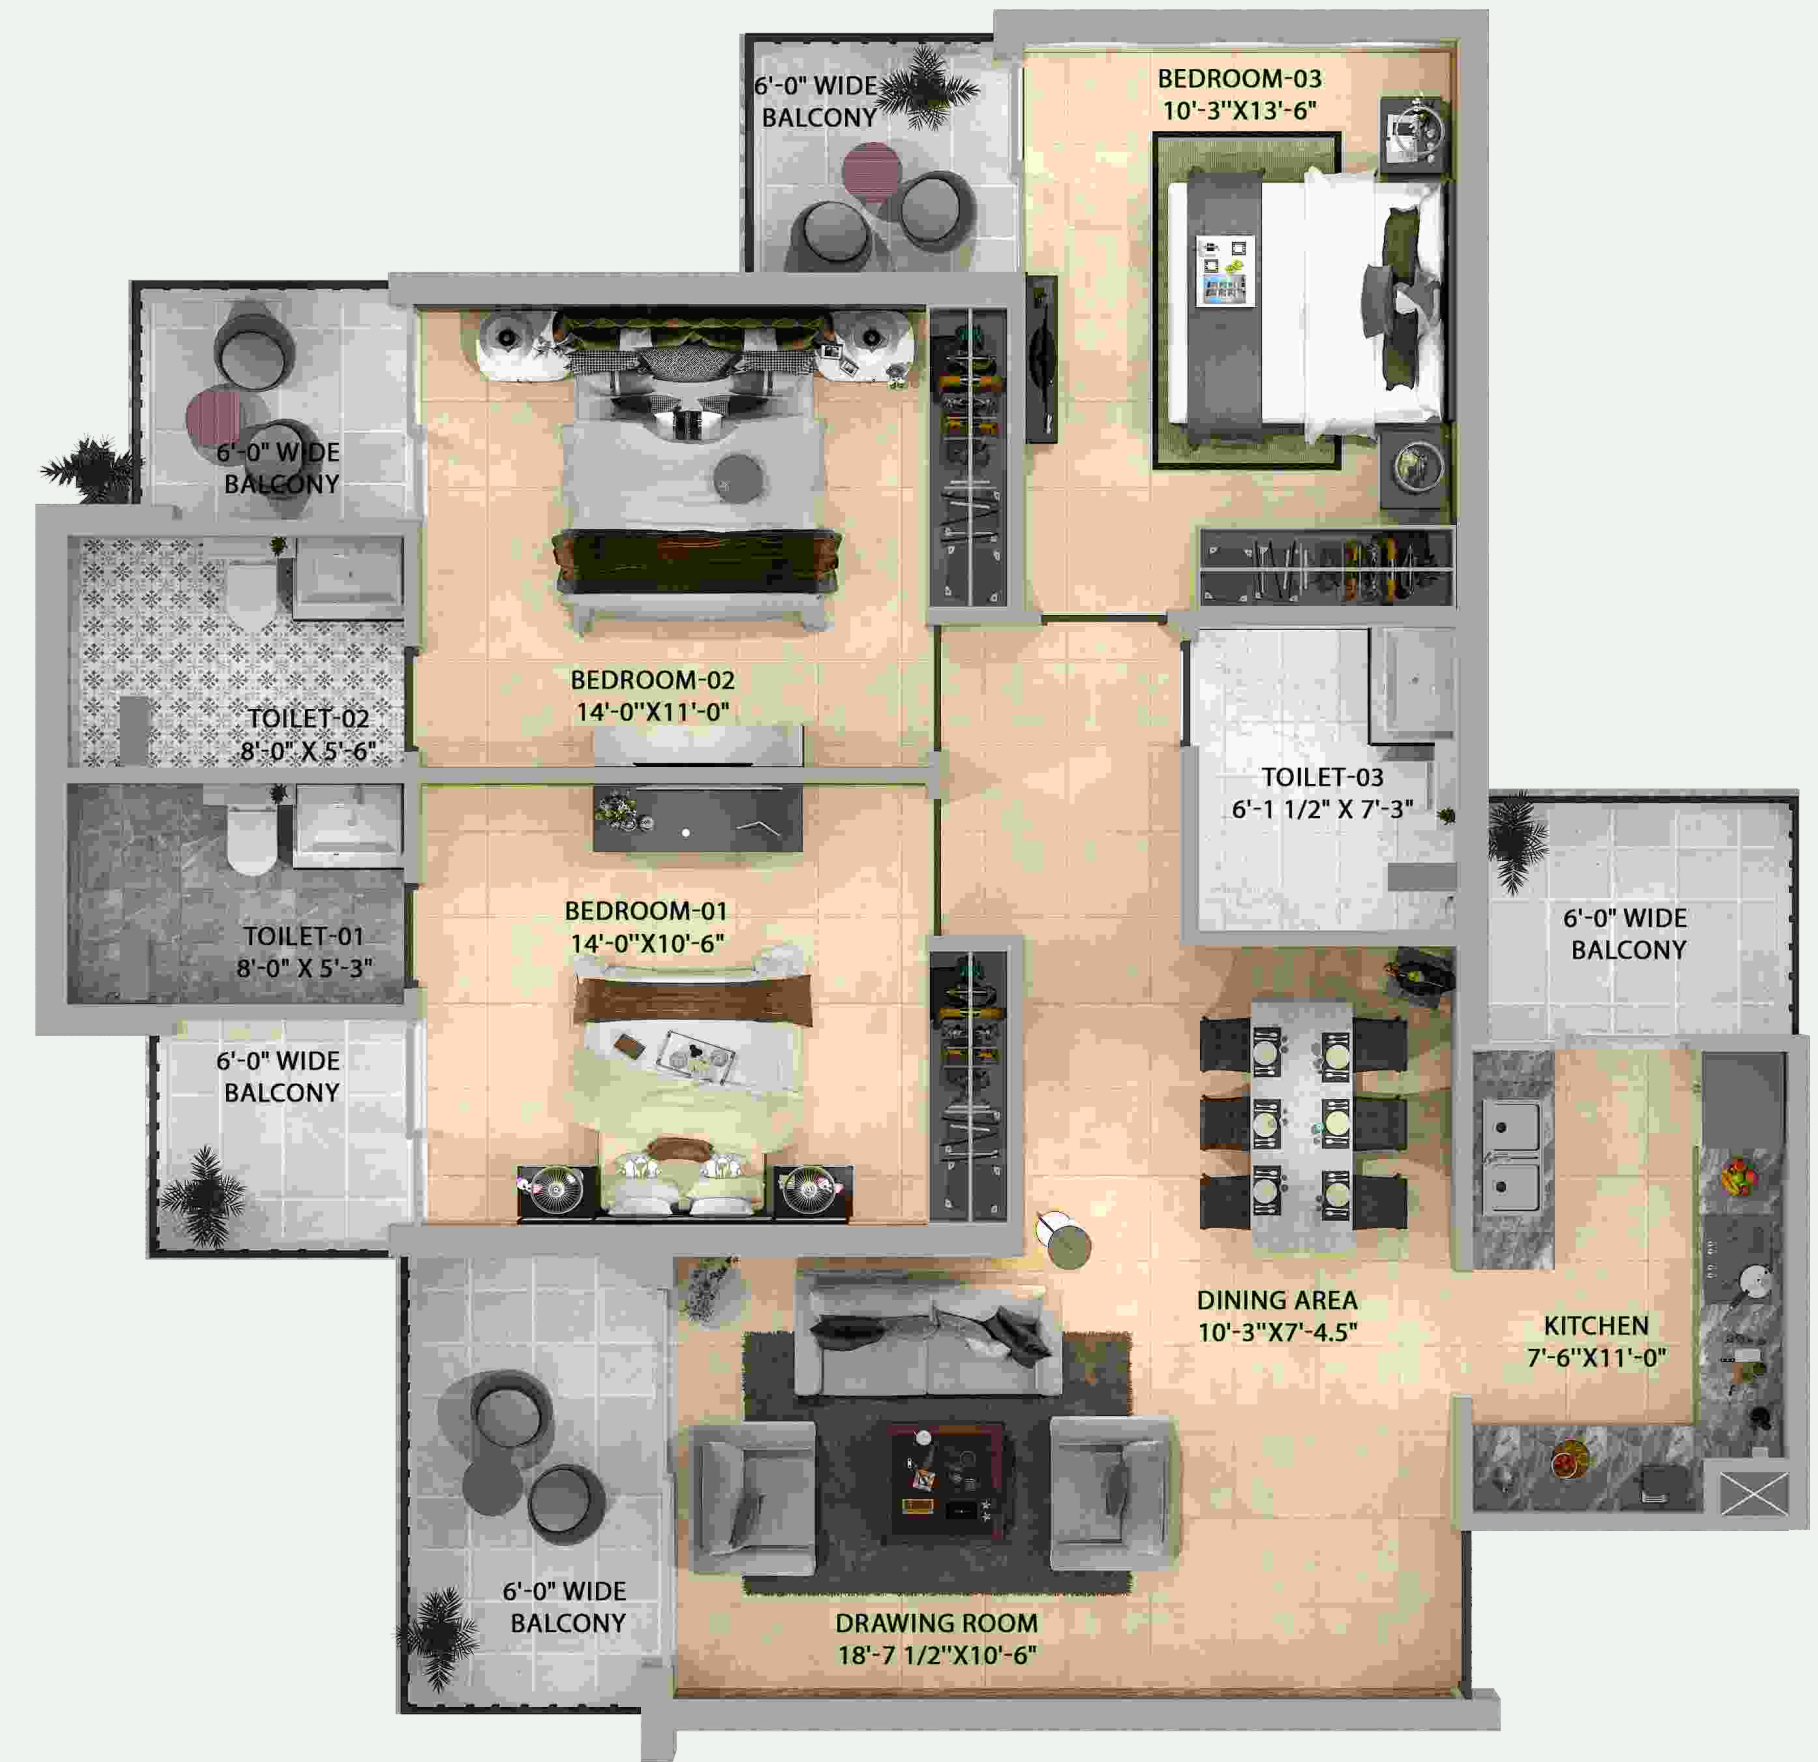 6'-0" WIDE
BALCONY
BEDROOM-03
10'-3"X13'-6"
6'-0" WIDE
BALCONY
BEDROOM-02
14'-0"X11'-0"
TOILET-02
8'-0" X 5'-6"
TOILET-03
6'-1 1/2" X 7'-3"
BEDROOM-01
14'-0"X10'-6"
TOILET-01
8'-0" X 5'-3"
6'-0" WIDE
BALCONY
6'-0" WIDE
BALCONY
DINING AREA
10'-3"X7'-4.5"
KITCHEN
7'-6"X11'-0"
6'-0" WIDE
BALCONY
DRAWING ROOM
18'-7 1/2"X10'-6"